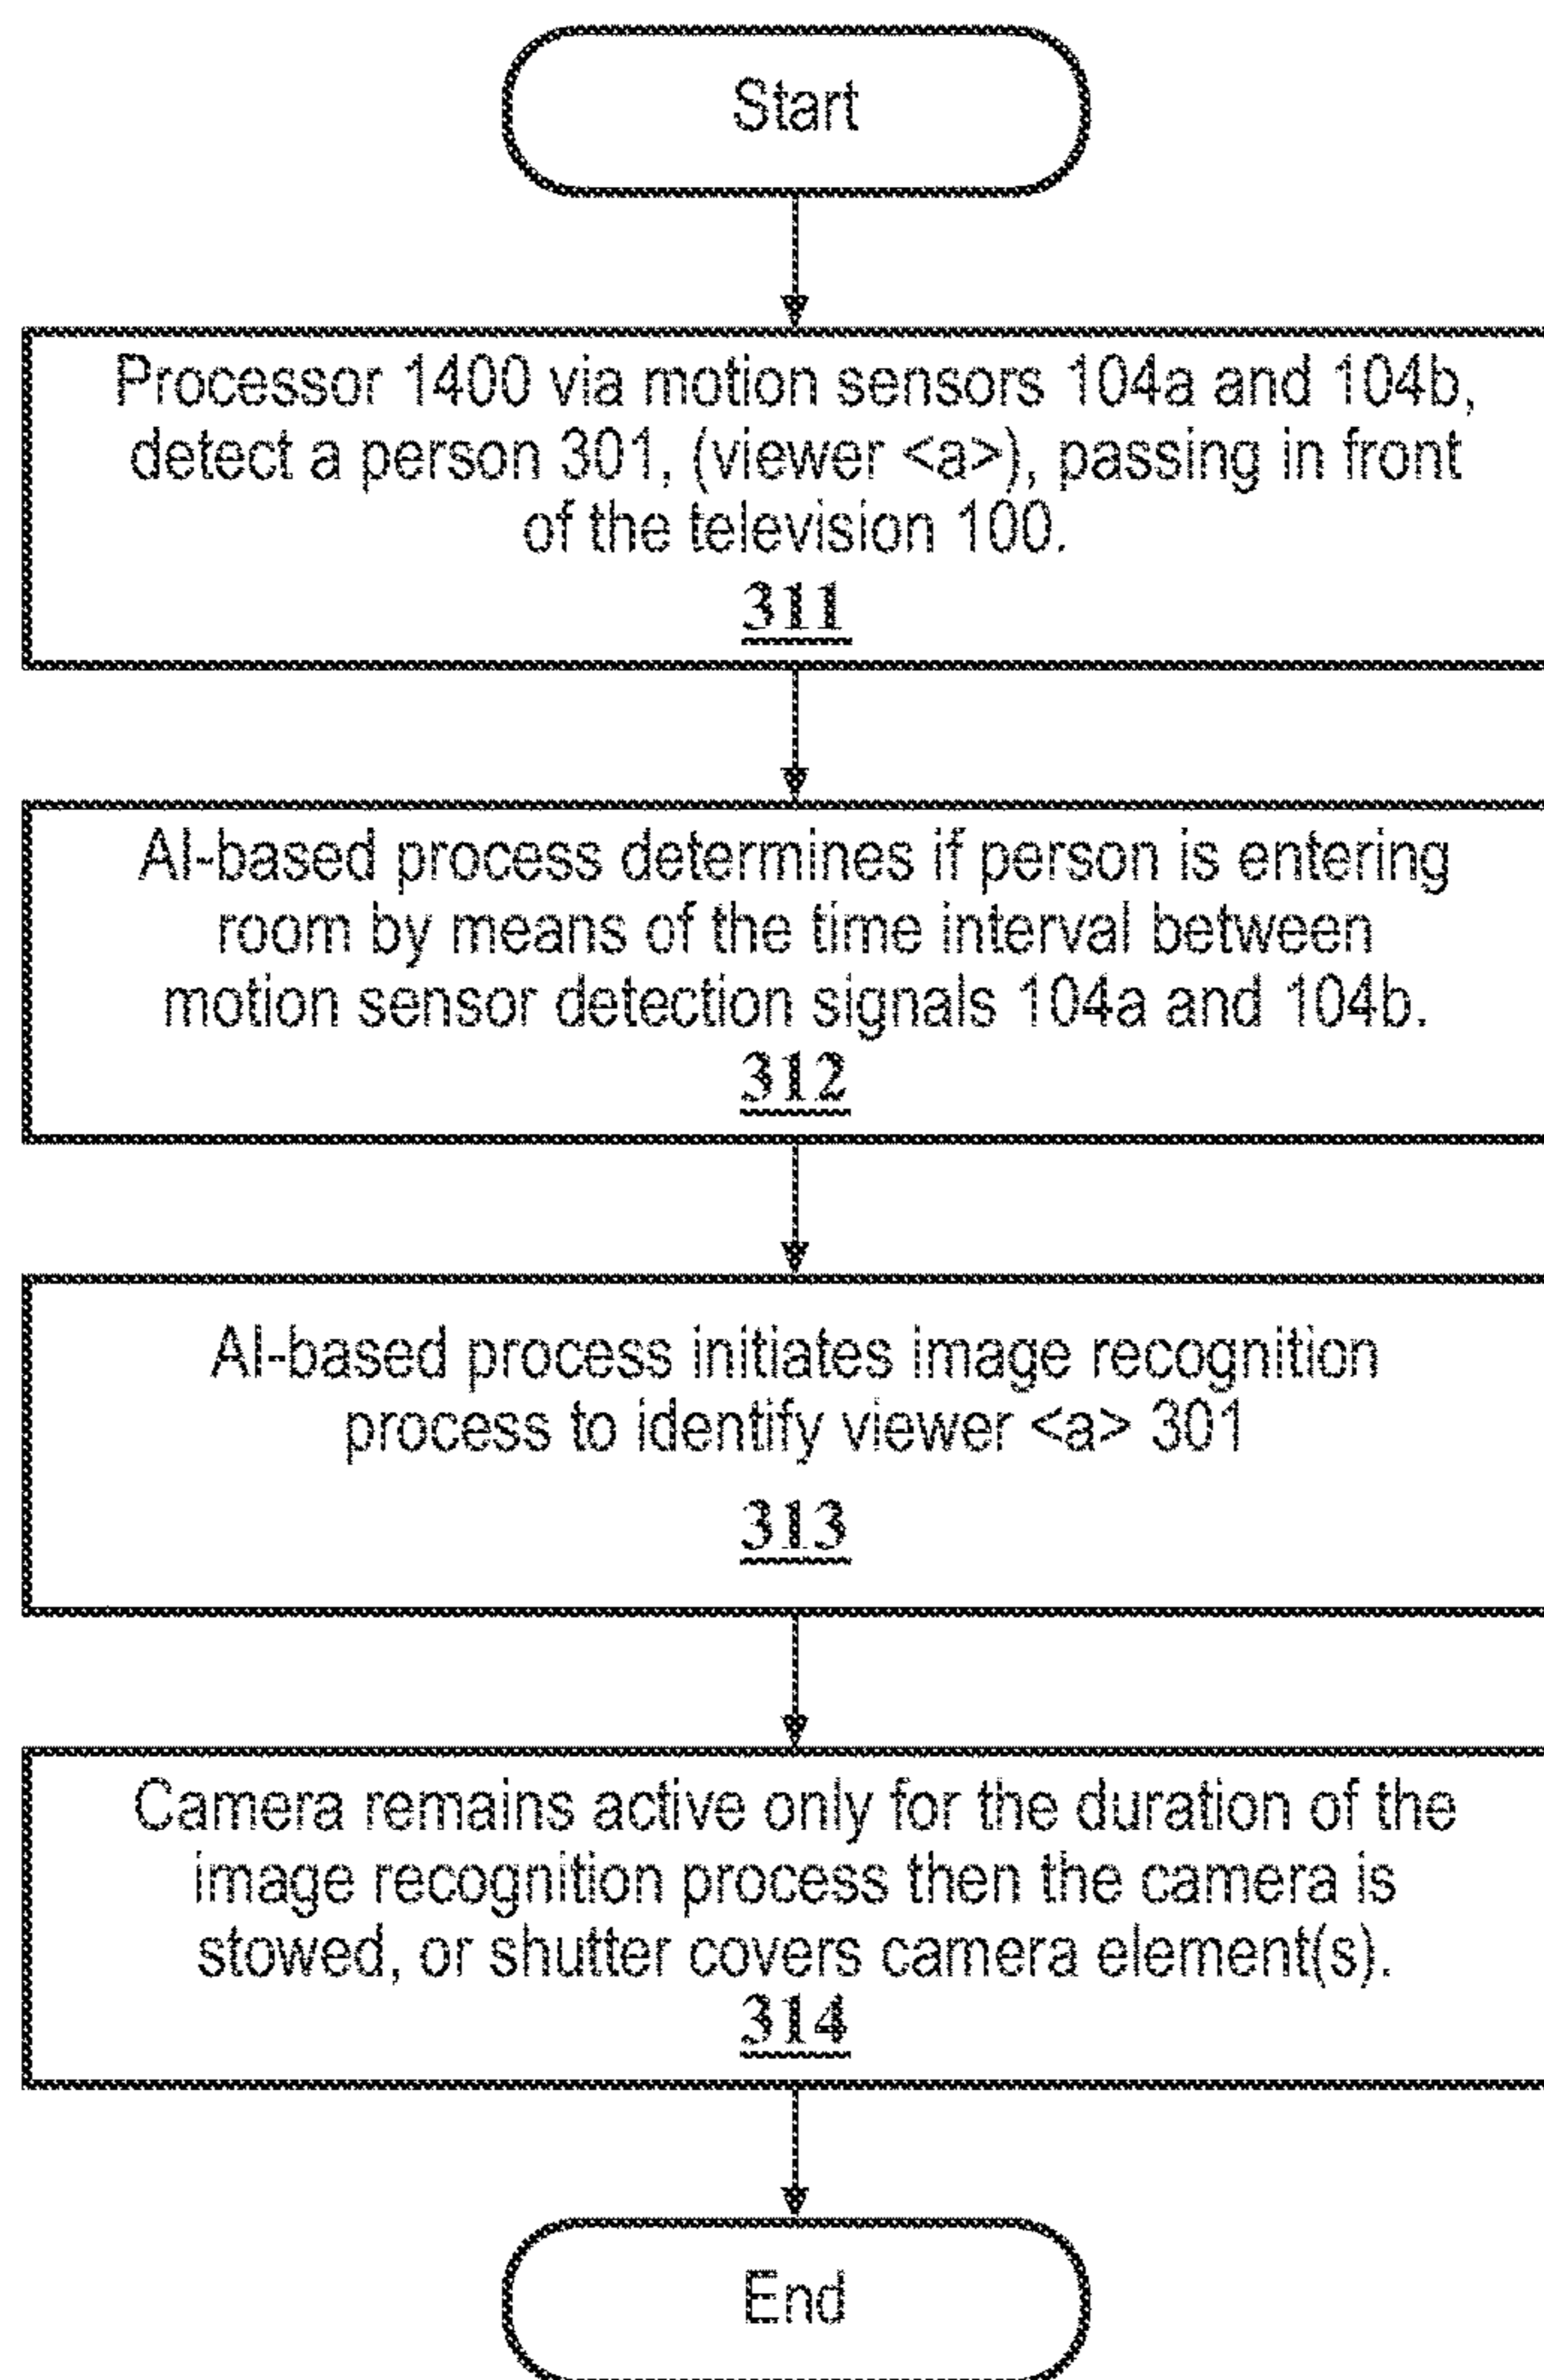 Start
Processor 1400 via motion sensors 104a and 104b,
detect a person 301, (viewer <a>), passing in front
of the television 100.
311
AI-based process determines if person is entering
room by means of the time interval between
motion sensor detection signals 104a and 104b.
312
AI-based process initiates image recognition
process to identify viewer <a> 301
313
Camera remains active only for the duration of the
image recognition process then the camera is
stowed, or shutter covers camera element(s).
314
End